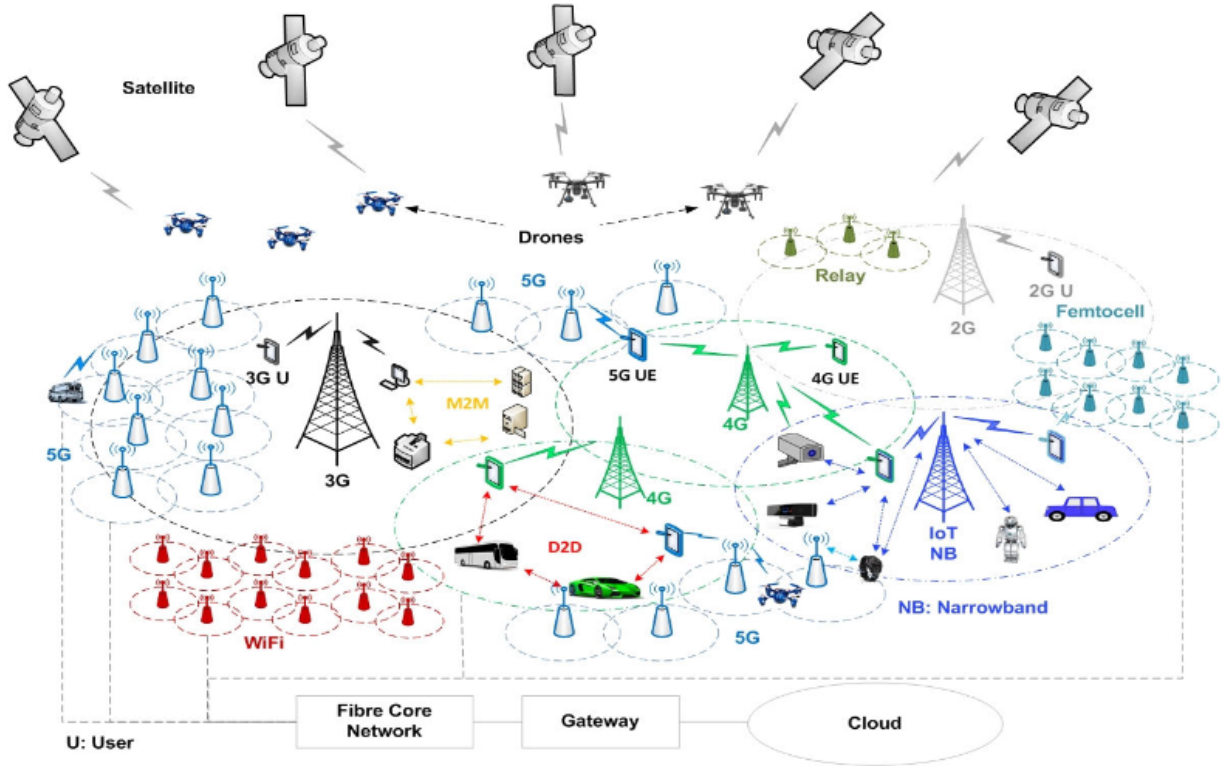 Satellite
Drones
Relay
2G U
2G
Femtocell
5G
3G U
5G UE
4G UE
M2M
4G
5G
3G
4G
IoT
NB
D2D
NB: Narrowband
WiFi
5G
Fibre Core
Network
Gateway
Cloud
U: User